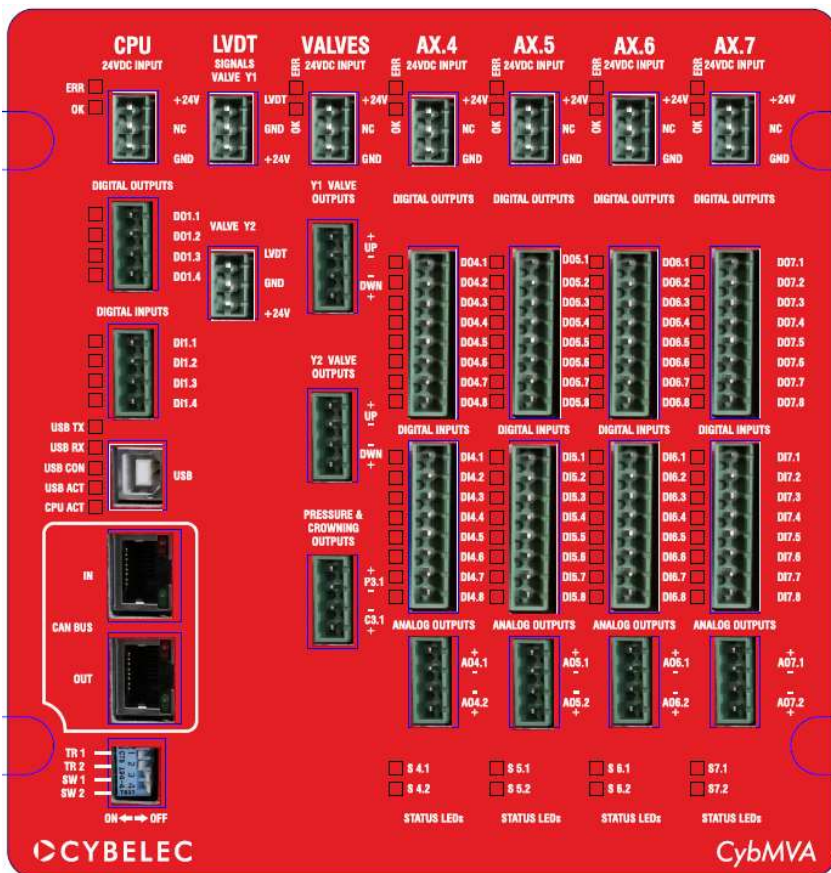 CPU
24VDC INPUT
ERR
OK
+24V
NC
GND
DIGITAL OUTPUTS
DO1.1
DO1.2
DO1.3
DO1.4
DIGITAL INPUTS
DI1.1
DI1.2
DI1.3
DI1.4
USB TX
USB RX
USB CON
USB ACT
CPU ACT
USB
IN
CAN BUS
OUT
TR 1
TR 2
SW 1
SW 2
1 2 3 4
ON
OFF
LVDT
SIGNALS
VALVE Y1
LVDT
GND
+24V
VALVE Y2
LVDT
GND
+24V
VALVES
24VDC INPUT
ERR
OK
+24V
NC
GND
Y1 VALVE
OUTPUTS
+
UP
-
-
DWN
+
Y2 VALVE
OUTPUTS
+
UP
-
-
DWN
+
PRESSURE &
CROWNING
OUTPUTS
+
P3.1
-
-
C3.1
+
AX.4
24VDC INPUT
ERR
OK
+24V
NC
GND
DIGITAL OUTPUTS
DO4.1
DO4.2
DO4.3
DO4.4
DO4.5
DO4.6
DO4.7
DO4.8
DIGITAL INPUTS
DI4.1
DI4.2
DI4.3
DI4.4
DI4.5
DI4.6
DI4.7
DI4.8
ANALOG OUTPUTS
+
AO4.1
-
-
AO4.2
+
S 4.1
S 4.2
STATUS LEDs
AX.5
24VDC INPUT
ERR
OK
+24V
NC
GND
DIGITAL OUTPUTS
DO5.1
DO5.2
DO5.3
DO5.4
DO5.5
DO5.6
DO5.7
DO5.8
DIGITAL INPUTS
DI5.1
DI5.2
DI5.3
DI5.4
DI5.5
DI5.6
DI5.7
DI5.8
ANALOG OUTPUTS
+
AO5.1
-
-
AO5.2
+
S 5.1
S 5.2
STATUS LEDs
AX.6
24VDC INPUT
ERR
OK
+24V
NC
GND
DIGITAL OUTPUTS
DO6.1
DO6.2
DO6.3
DO6.4
DO6.5
DO6.6
DO6.7
DO6.8
DIGITAL INPUTS
DI6.1
DI6.2
DI6.3
DI6.4
DI6.5
DI6.6
DI6.7
DI6.8
ANALOG OUTPUTS
+
AO6.1
-
-
AO6.2
+
S 6.1
S 6.2
STATUS LEDs
AX.7
24VDC INPUT
ERR
OK
+24V
NC
GND
DIGITAL OUTPUTS
DO7.1
DO7.2
DO7.3
DO7.4
DO7.5
DO7.6
DO7.7
DO7.8
DIGITAL INPUTS
DI7.1
DI7.2
DI7.3
DI7.4
DI7.5
DI7.6
DI7.7
DI7.8
ANALOG OUTPUTS
+
AO7.1
-
-
AO7.2
+
S7.1
S7.2
STATUS LEDs
CYBELEC
CybMVA